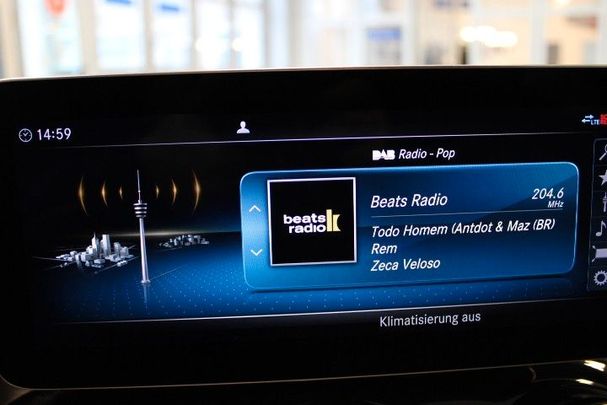 14:59
LTE
DAB Radio - Pop
beats
radio
Beats Radio 204.6
MHz
Todo Homem (Antdot & Maz (BR)
Rem
Zeca Veloso
Klimatisierung aus